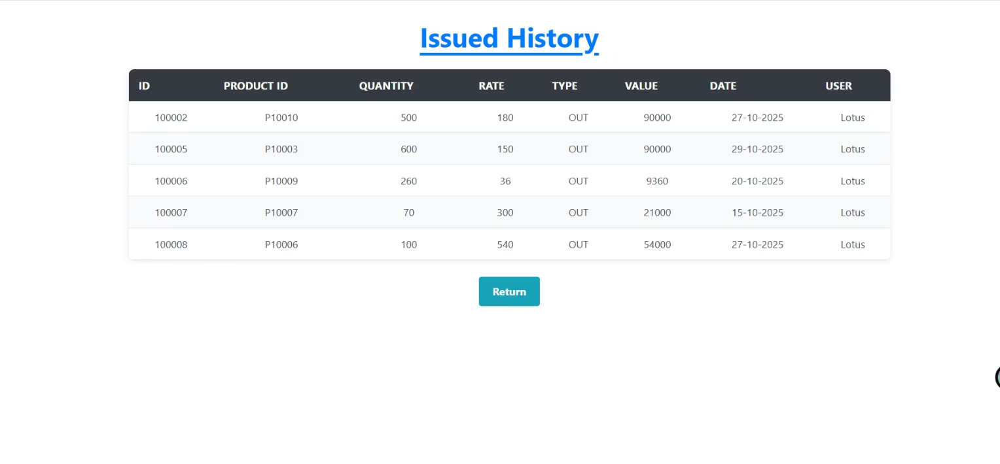 Issued History
ID PRODUCT ID QUANTITY RATE TYPE VALUE DATE USER
100002 P10010 500 180 OUT 90000 27-10-2025 Lotus
100005 P10003 600 150 OUT 90000 29-10-2025 Lotus
100006 P10009 260 36 OUT 9360 20-10-2025 Lotus
100007 P10007 70 300 OUT 21000 15-10-2025 Lotus
100008 P10006 100 540 OUT 54000 27-10-2025 Lotus
Return